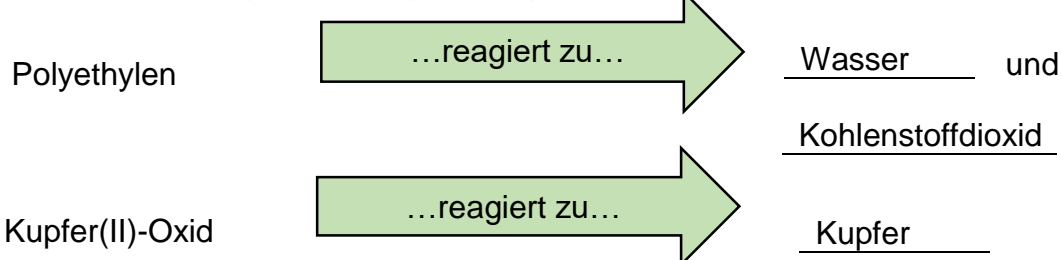 Polyethylen …reagiert zu… Wasser und
Kohlenstoffdioxid
Kupfer(II)-Oxid …reagiert zu… Kupfer